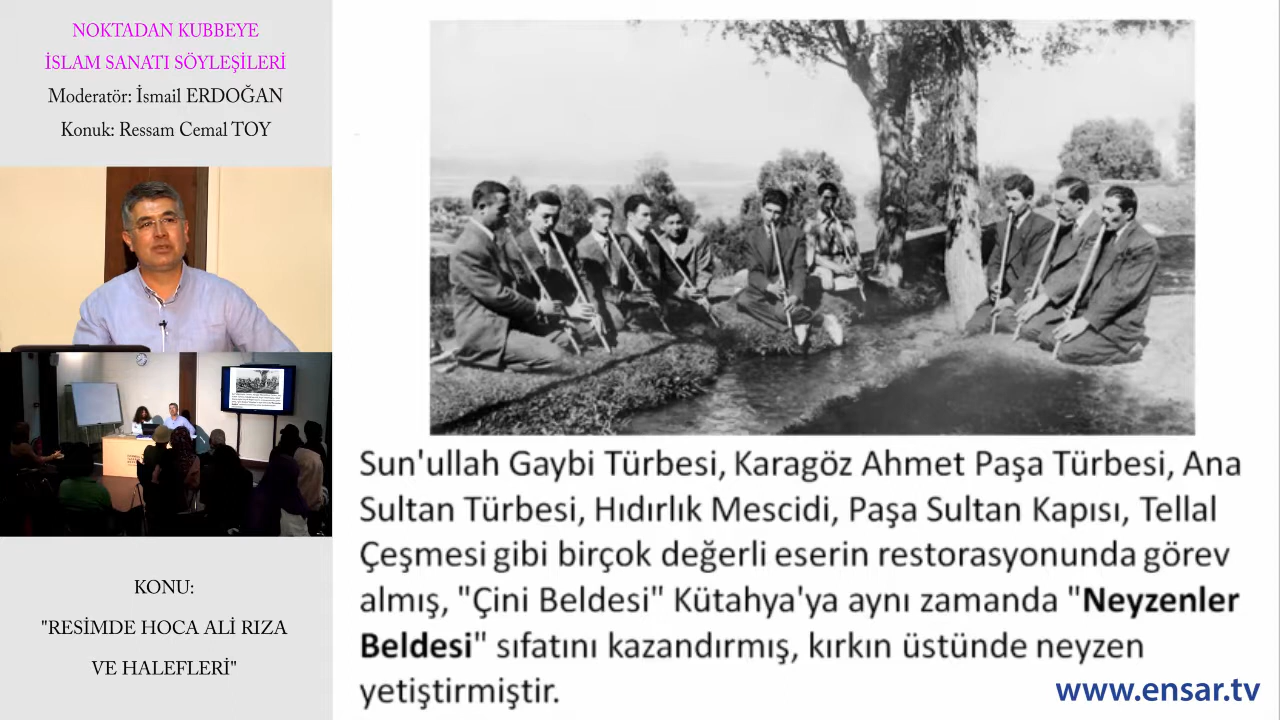 NOKTADAN KUBBEYE
İSLAM SANATI SÖYLEŞİLERİ
Moderatör: İsmail ERDOĞAN
Konuk: Ressam Cemal TOY
KONU:
"RESİMDE HOCA ALİ RIZA
VE HALEFLERİ"
Sun'ullah Gaybi Türbesi, Karagöz Ahmet Paşa Türbesi, Ana
Sultan Türbesi, Hıdırlık Mescidi, Paşa Sultan Kapısı, Tellal
Çeşmesi gibi birçok değerli eserin restorasyonunda görev
almış, "Çini Beldesi" Kütahya'ya aynı zamanda "Neyzenler
Beldesi" sıfatını kazandırmış, kırkın üstünde neyzen
yetiştirmiştir.
www.ensar.tv